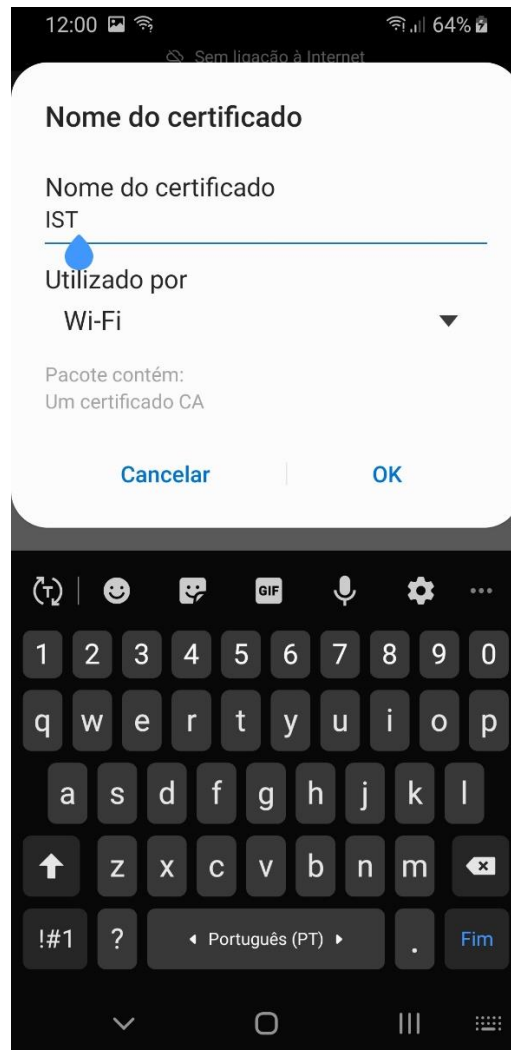 12:00 64%
Sem ligação à Internet
Nome do certificado
Nome do certificado
IST
Utilizado por
Wi-Fi
Pacote contém:
Um certificado CA
Cancelar OK
T GIF
1 2 3 4 5 6 7 8 9 0
q w e r t y u i o p
a s d f g h j k l
z x c v b n m
!#1 ? Português (PT) . Fim